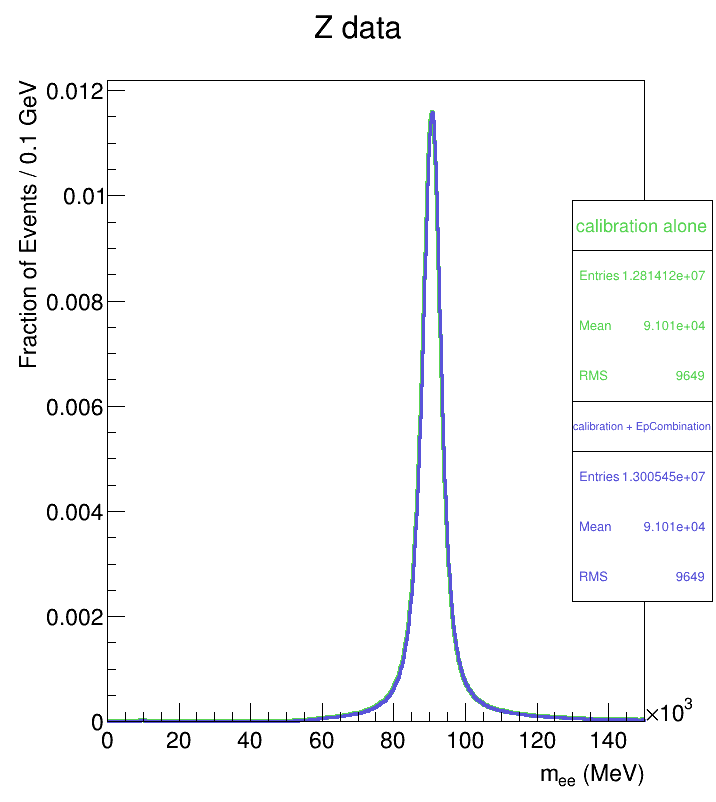 Z data
Fraction of Events / 0.1 GeV
0.012
0.01
0.008
0.006
0.004
0.002
0
0 20 40 60 80 100 120 140
×10³
m_ee (MeV)
calibration alone
Entries 1.281412e+07
Mean 9.101e+04
RMS 9649
calibration + EpCombination
Entries 1.300545e+07
Mean 9.101e+04
RMS 9649